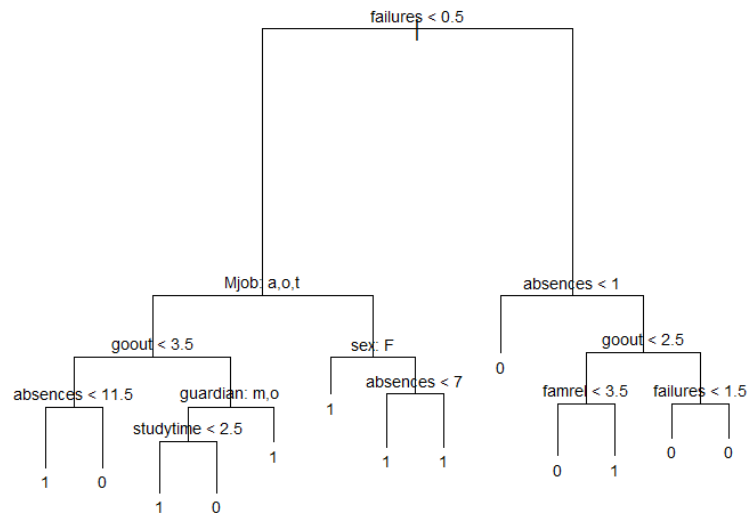 failures < 0.5
Mjob: a,o,t
absences < 1
goout < 3.5
sex: F
goout < 2.5
absences < 11.5
guardian: m,o
absences < 7
famrel < 3.5
failures < 1.5
studytime < 2.5
1
0
1
0
1
1
1
1
0
0
1
0
0